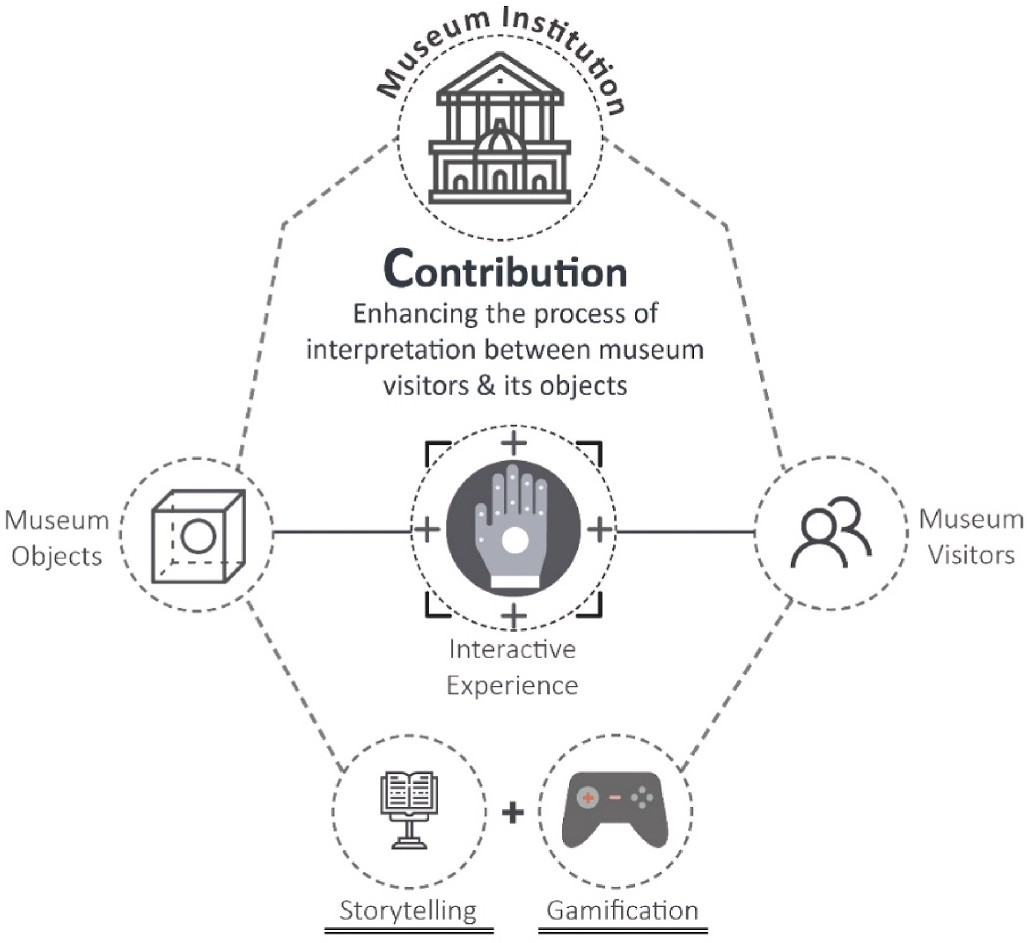 Museum Institution
Contribution
Enhancing the process of
interpretation between museum
visitors & its objects
Museum
Objects
Museum
Visitors
Interactive
Experience
+
Storytelling
Gamification